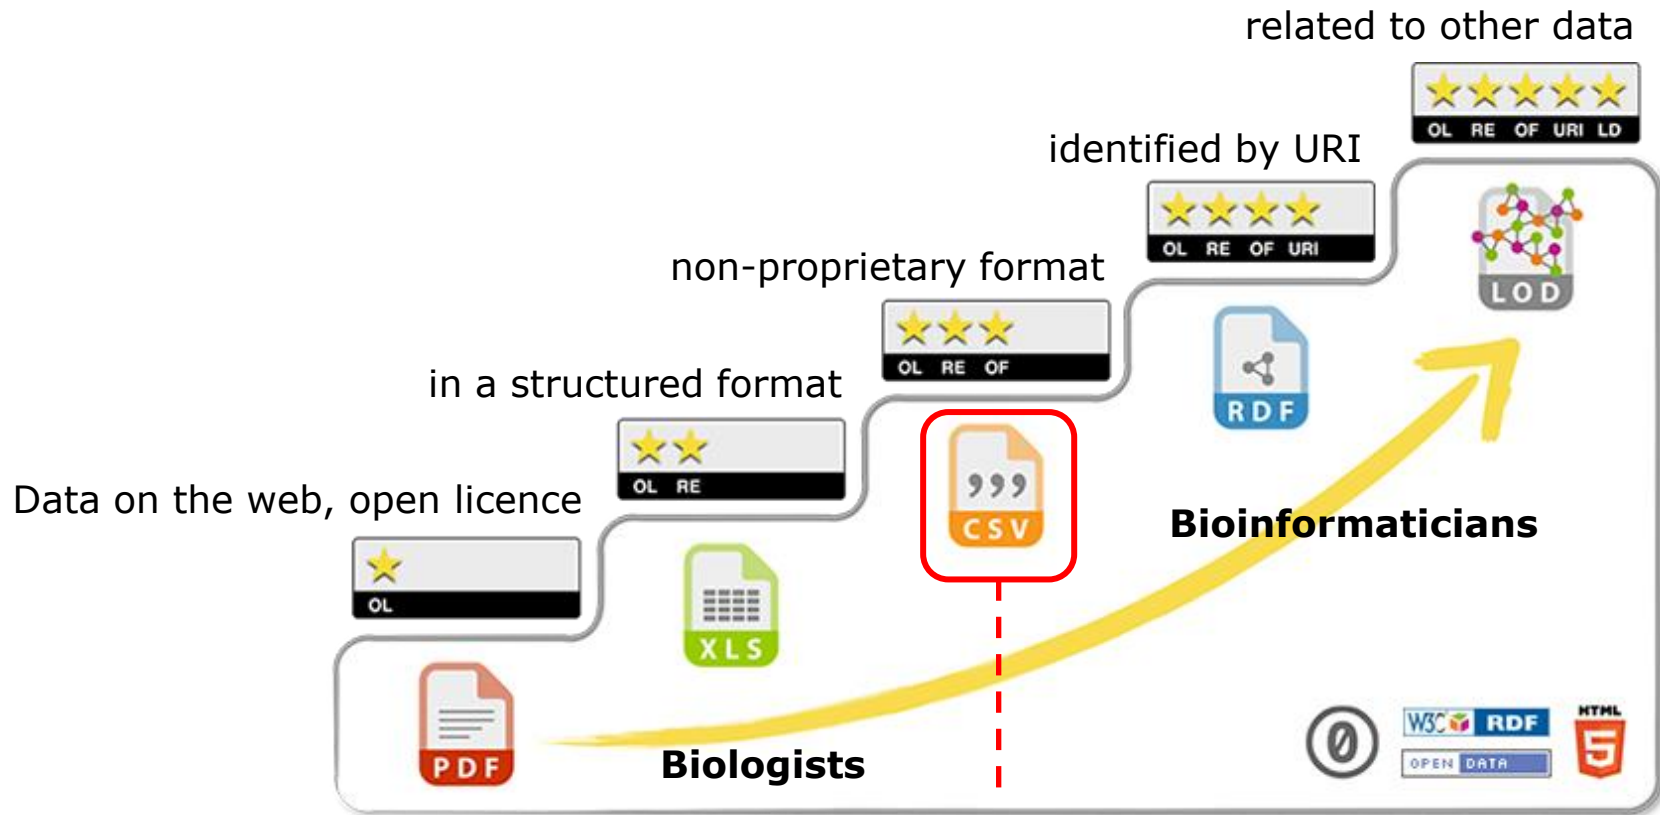 related to other data
OL RE OF URI LD
identified by URI
OL RE OF URI
LOD
non-proprietary format
OL RE OF
RDF
in a structured format
OL RE
,,,
CSV
Data on the web, open licence
OL
Bioinformaticians
XLS
PDF
Biologists
0
W3C RDF
OPEN DATA
HTML
5